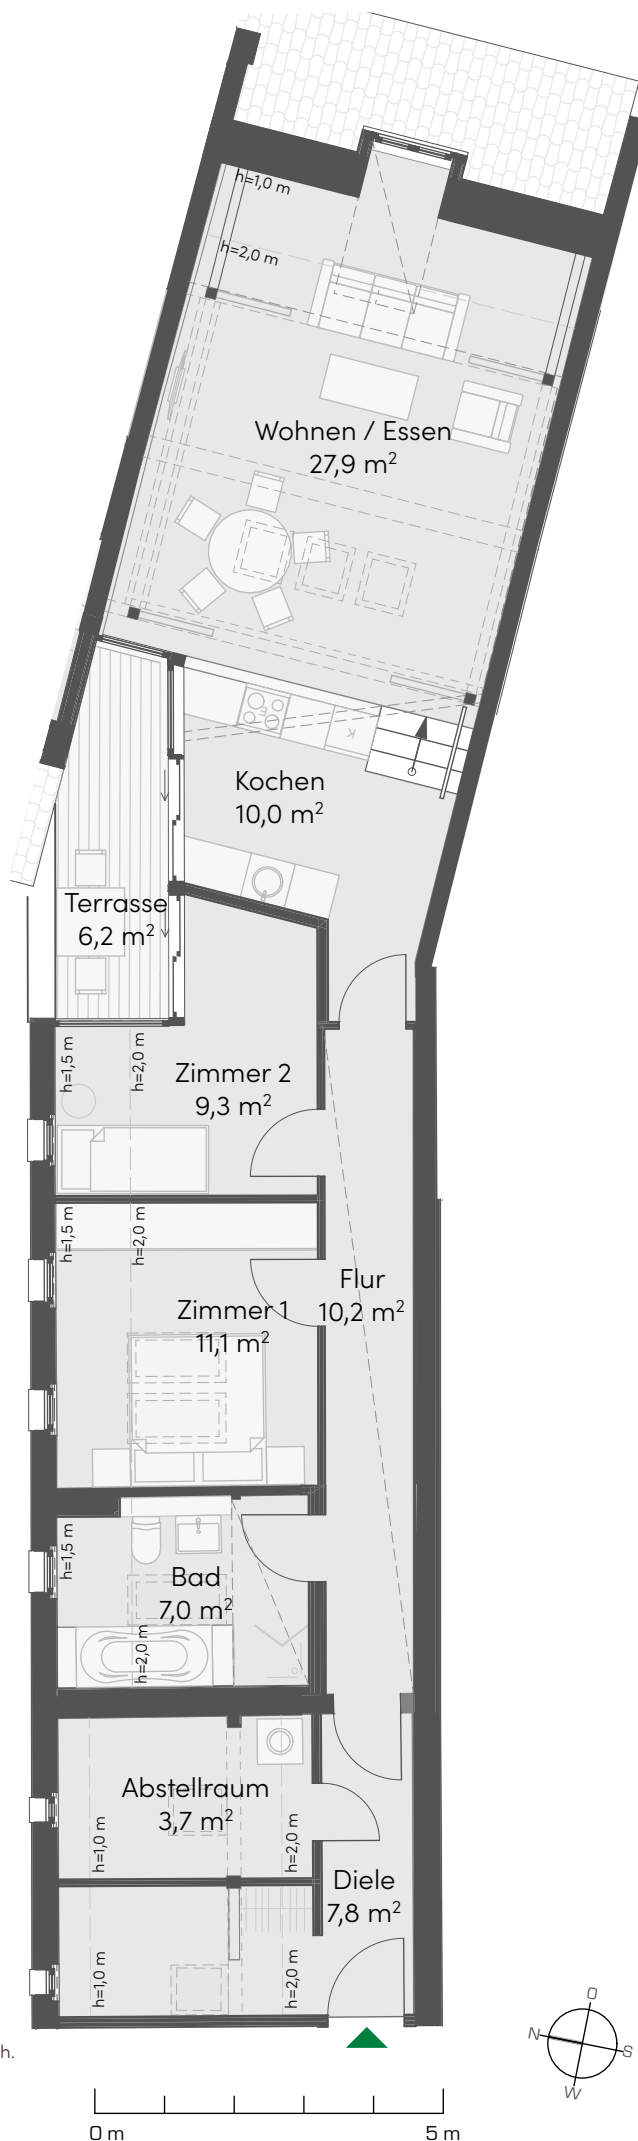 h=1,0 m
h=2,0 m
Wohnen / Essen
27,9 m²
E
K
Kochen
10,0 m²
Terrasse
6,2 m²
h=1,5 m
h=2,0 m
Zimmer 2
9,3 m²
h=1,5 m
h=2,0 m
Flur
10,2 m²
Zimmer 1
11,1 m²
h=1,5 m
Bad
7,0 m²
h=2,0 m
Abstellraum
3,7 m²
h=1,0 m
h=2,0 m
Diele
7,8 m²
h=1,0 m
h=2,0 m
h.
O
N
S
W
0 m
5 m